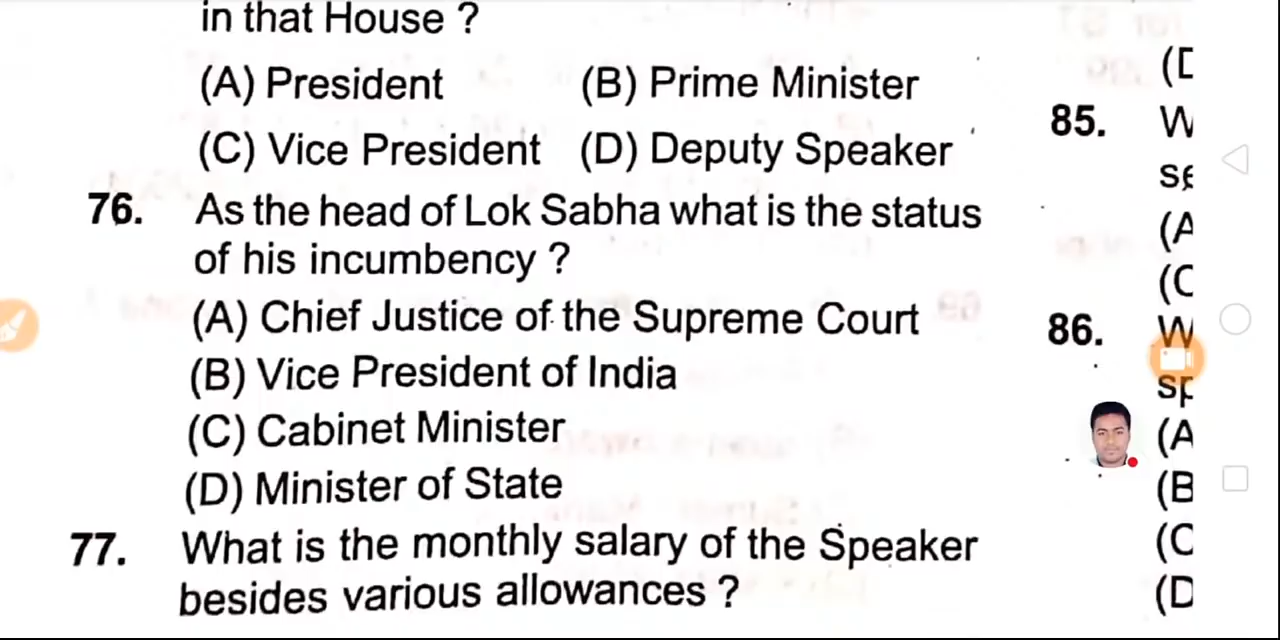 in that House ?
(A) President (B) Prime Minister
(C) Vice President (D) Deputy Speaker
76. As the head of Lok Sabha what is the status
of his incumbency ?
(A) Chief Justice of the Supreme Court
(B) Vice President of India
(C) Cabinet Minister
(D) Minister of State
77. What is the monthly salary of the Speaker
besides various allowances ?
85.
86.
(A
(C
(A
(B
(C
(D